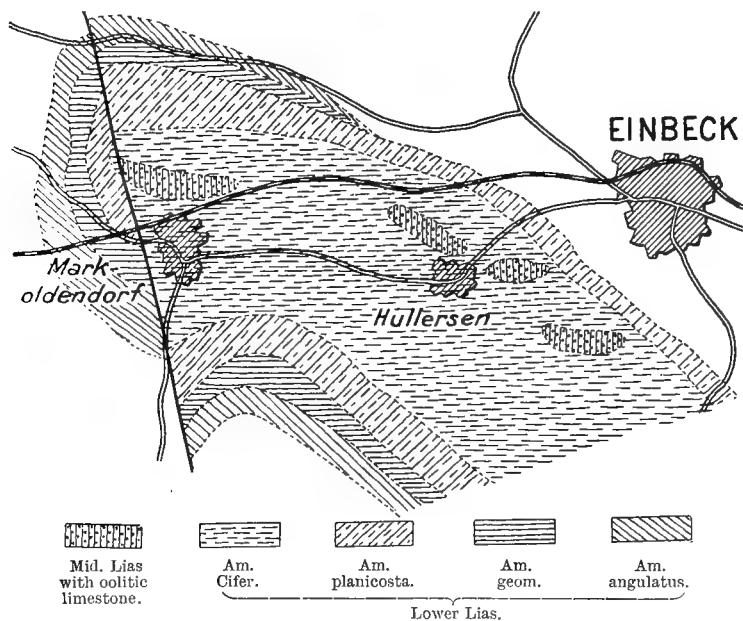 EINBECK
Mark-
oldendorf
Hullersen
Mid. Lias
with oolitic
limestone.
Am.
Cifer.
Am.
planicosta.
Am.
geom.
Am.
angulatus.
Lower Lias.